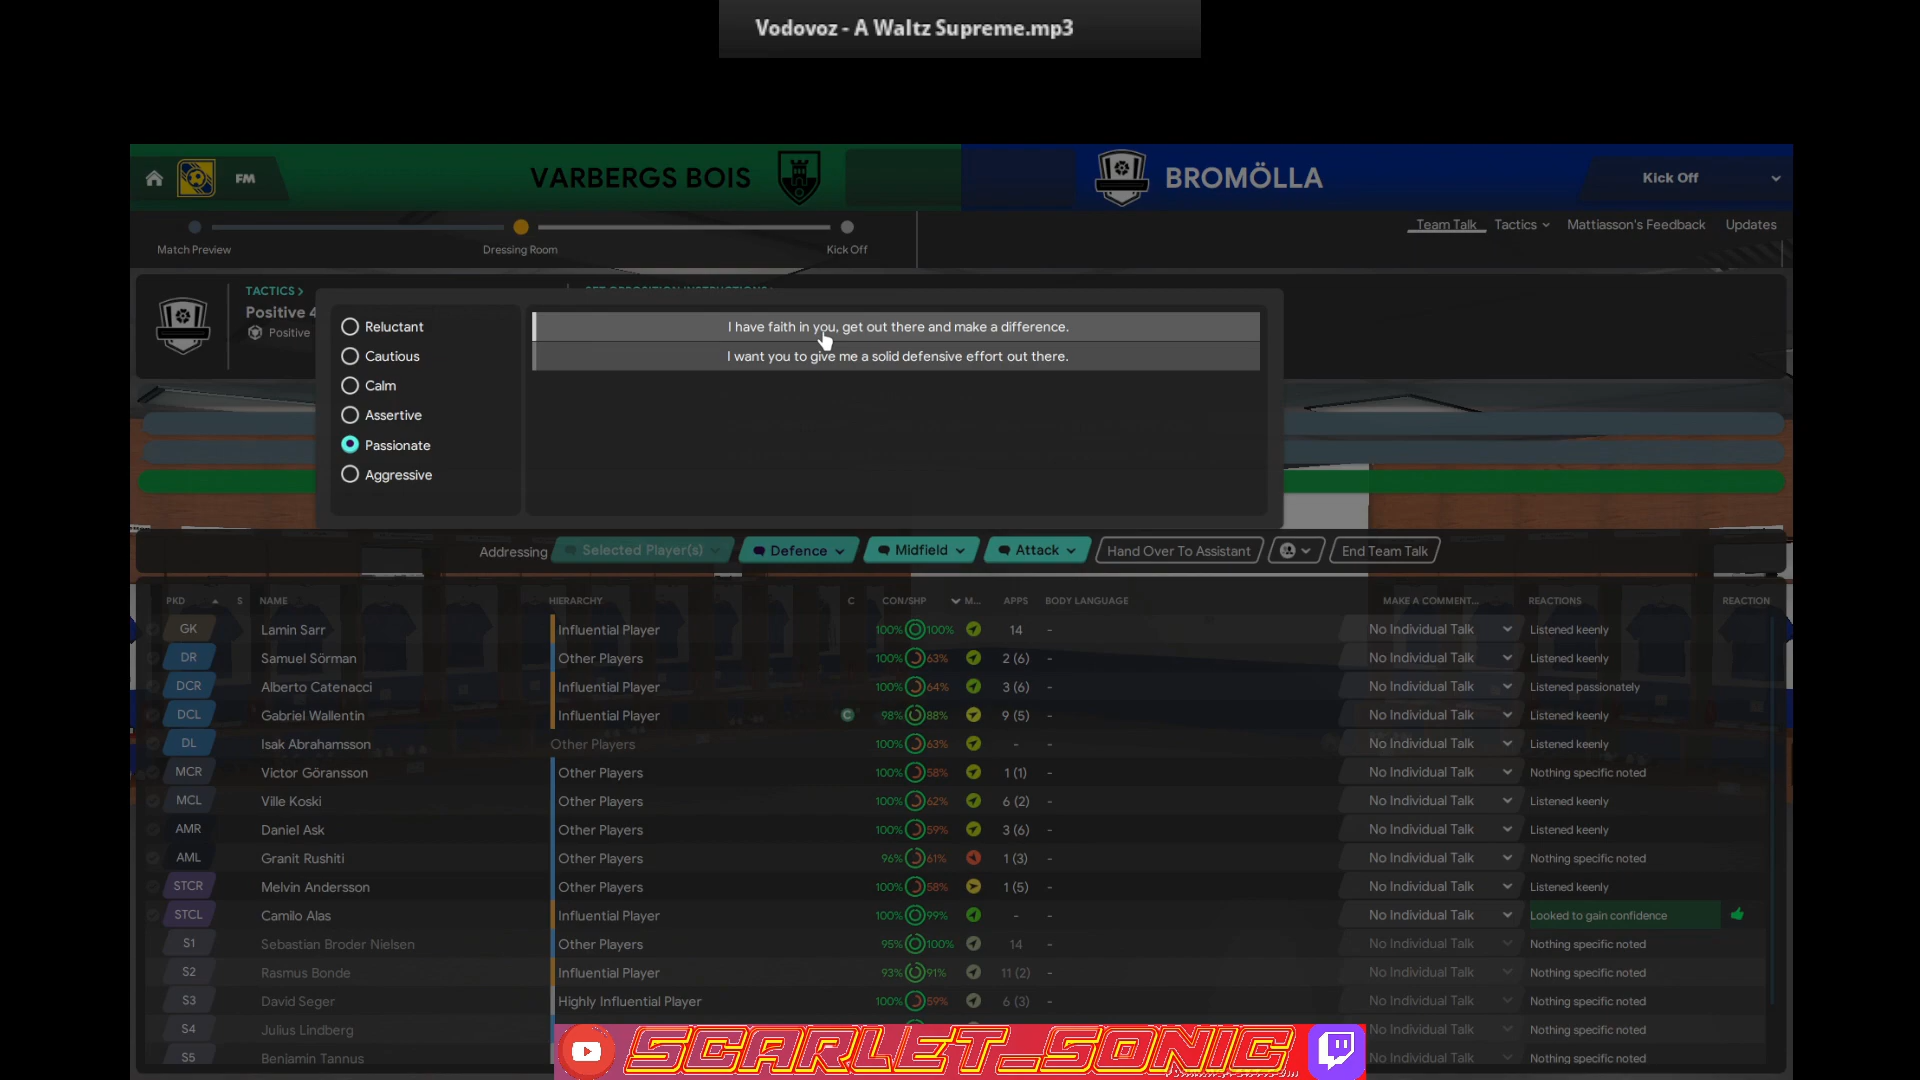 Vodovoz - A Waltz Supreme.mp3
FM
VARBERGS BOIS
BROMÖLLA
Kick Off
Match Preview
Dressing Room
Kick Off
Team Talk
Tactics
Mattiasson's Feedback
Updates
TACTICS
Positive 4
Positive
Reluctant
Cautious
Calm
Assertive
Passionate
Aggressive
I have faith in you, get out there and make a difference.
I want you to give me a solid defensive effort out there.
Addressing Selected Player(s) Defence Midfield Attack Hand Over To Assistant End Team Talk
PKD S NAME HIERARCHY C CON/SHP M... APPS BODY LANGUAGE MAKE A COMMENT... REACTIONS REACTION
GK Lamin Sarr Influential Player 100% 100% 14 - No Individual Talk Listened keenly
DR Samuel Sörman Other Players 100% 63% 2 (6) - No Individual Talk Listened keenly
DCR Alberto Catenacci Influential Player 100% 64% 3 (6) - No Individual Talk Listened passionately
DCL Gabriel Wallentin Influential Player C 98% 88% 9 (5) - No Individual Talk Listened keenly
DL Isak Abrahamsson Other Players 100% 63% - - No Individual Talk Listened keenly
MCR Victor Göransson Other Players 100% 58% 1 (1) - No Individual Talk Nothing specific noted
MCL Ville Koski Other Players 100% 62% 6 (2) - No Individual Talk Listened keenly
AMR Daniel Ask Other Players 100% 59% 3 (6) - No Individual Talk Listened keenly
AML Granit Rushiti Other Players 96% 61% 1 (3) - No Individual Talk Nothing specific noted
STCR Melvin Andersson Other Players 100% 58% 1 (5) - No Individual Talk Listened keenly
STCL Camilo Alas Influential Player 100% 99% - - No Individual Talk Looked to gain confidence
S1 Sebastian Broder Nielsen Other Players 95% 100% 14 - No Individual Talk Nothing specific noted
S2 Rasmus Bonde Influential Player 93% 91% 11 (2) - No Individual Talk Nothing specific noted
S3 David Seger Highly Influential Player 100% 59% 6 (3) - No Individual Talk Nothing specific noted
S4 Julius Lindberg No Individual Talk Nothing specific noted
S5 Benjamin Tannus No Individual Talk Nothing specific noted
SCARLET_SONIC